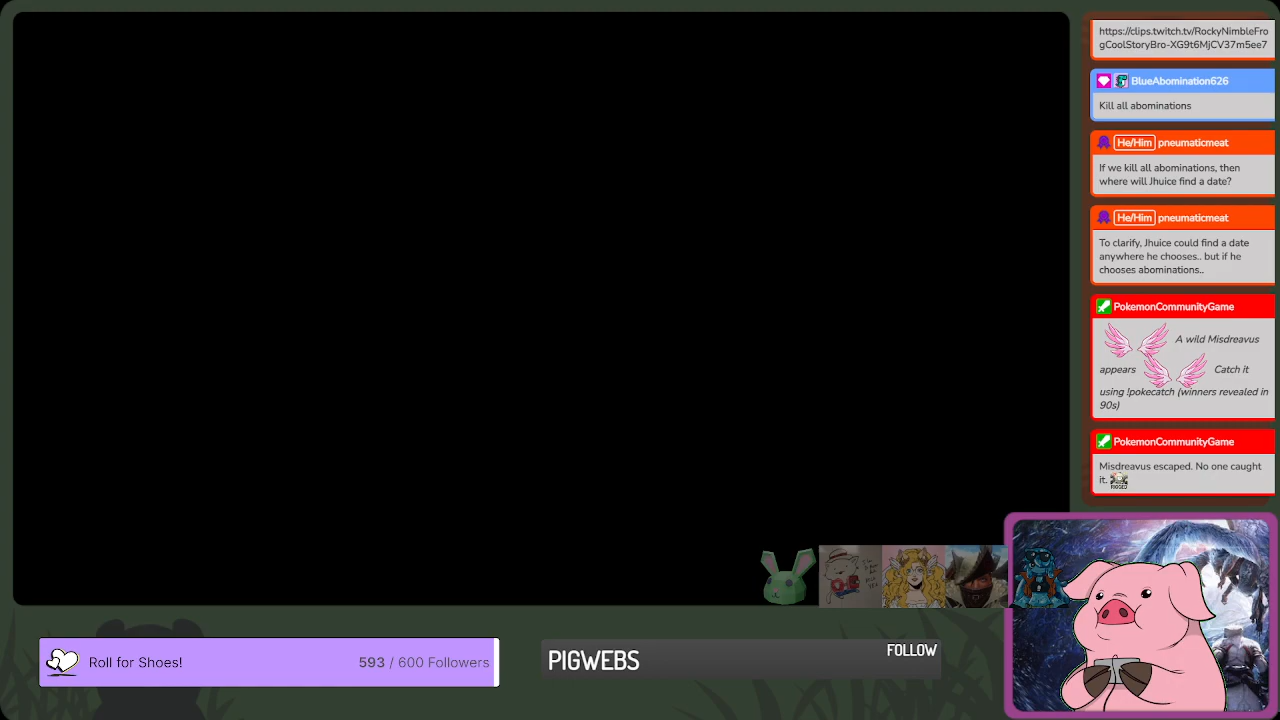 https://clips.twitch.tv/RockyNimbleFro
gCoolStoryBro-XG9t6MjCV37m5ee7
BlueAbomination626
Kill all abominations
He/Him pneumaticmeat
If we kill all abominations, then
where will Jhuice find a date?
He/Him pneumaticmeat
To clarify, Jhuice could find a date
anywhere he chooses.. but if he
chooses abominations..
PokemonCommunityGame
A wild Misdreavus
appears Catch it
using !pokecatch (winners revealed in
90s)
PokemonCommunityGame
Misdreavus escaped. No one caught
it.
Roll for Shoes!
593 / 600 Followers
PIGWEBS
FOLLOW